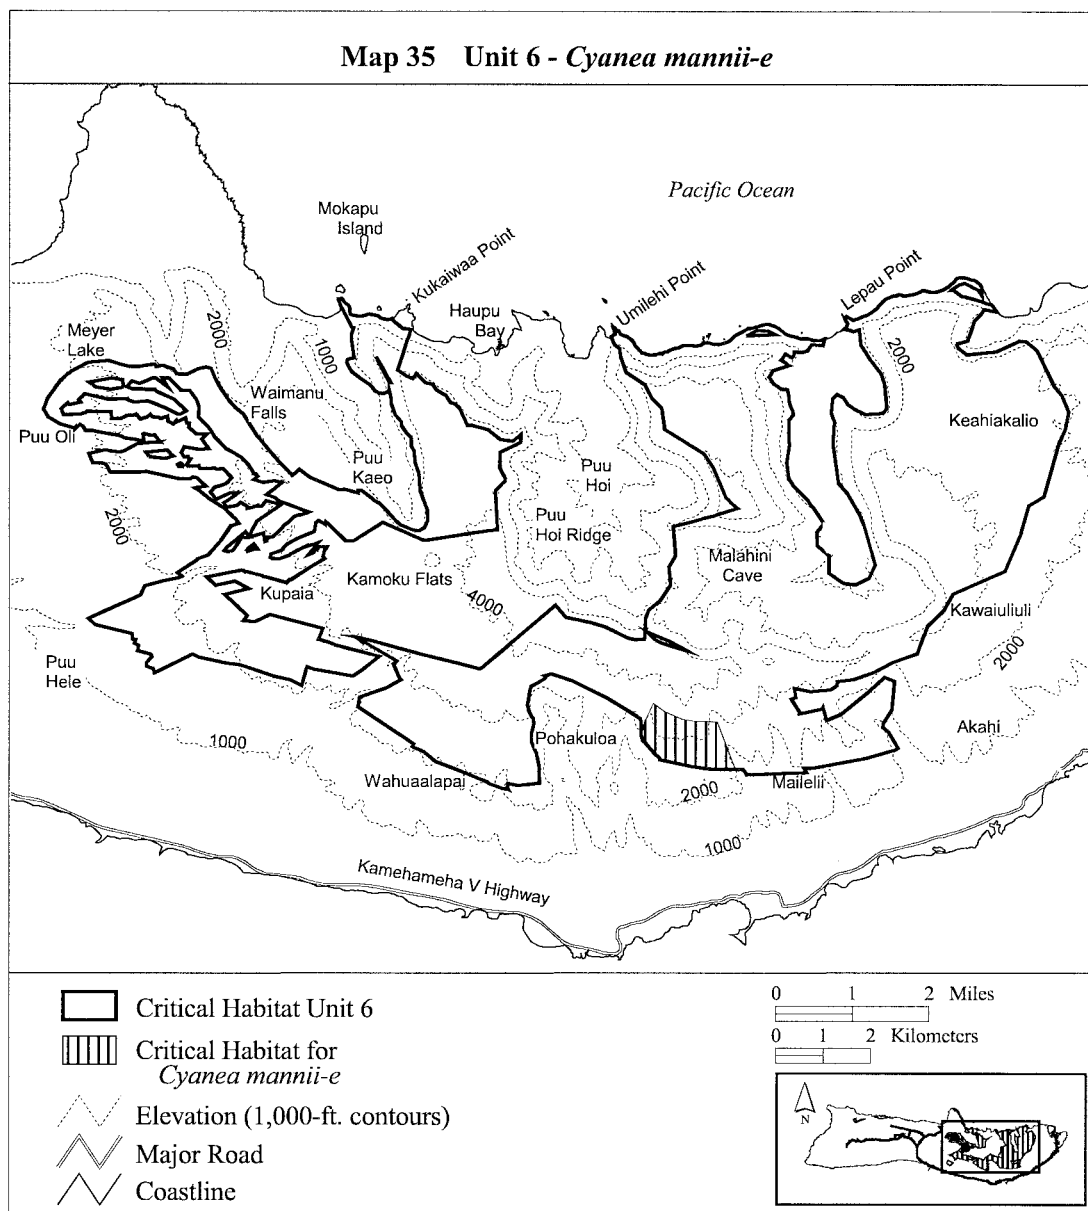 Map 35 Unit 6 - Cyanea mannii-e
Pacific Ocean
Mokapu
Island
Kukaiwaa Point
Haupu
Bay
Umilehi Point
Lepau Point
Meyer
Lake
2000
1000
2000
Waimanu
Falls
Keahiakalio
Puu Oli
Puu
Kaeo
Puu
Hoi
Puu
Hoi Ridge
2000
Malahini
Cave
Kamoku Flats
Kupaia
4000
Kawaiuliuli
2000
Puu
Hele
1000
Pohakuloa
Akahi
Wahuaalapai
2000
Mailelii
1000
Kamehameha V Highway
Critical Habitat Unit 6
Critical Habitat for
Cyanea mannii-e
Elevation (1,000-ft. contours)
Major Road
Coastline
0 1 2 Miles
0 1 2 Kilometers
N